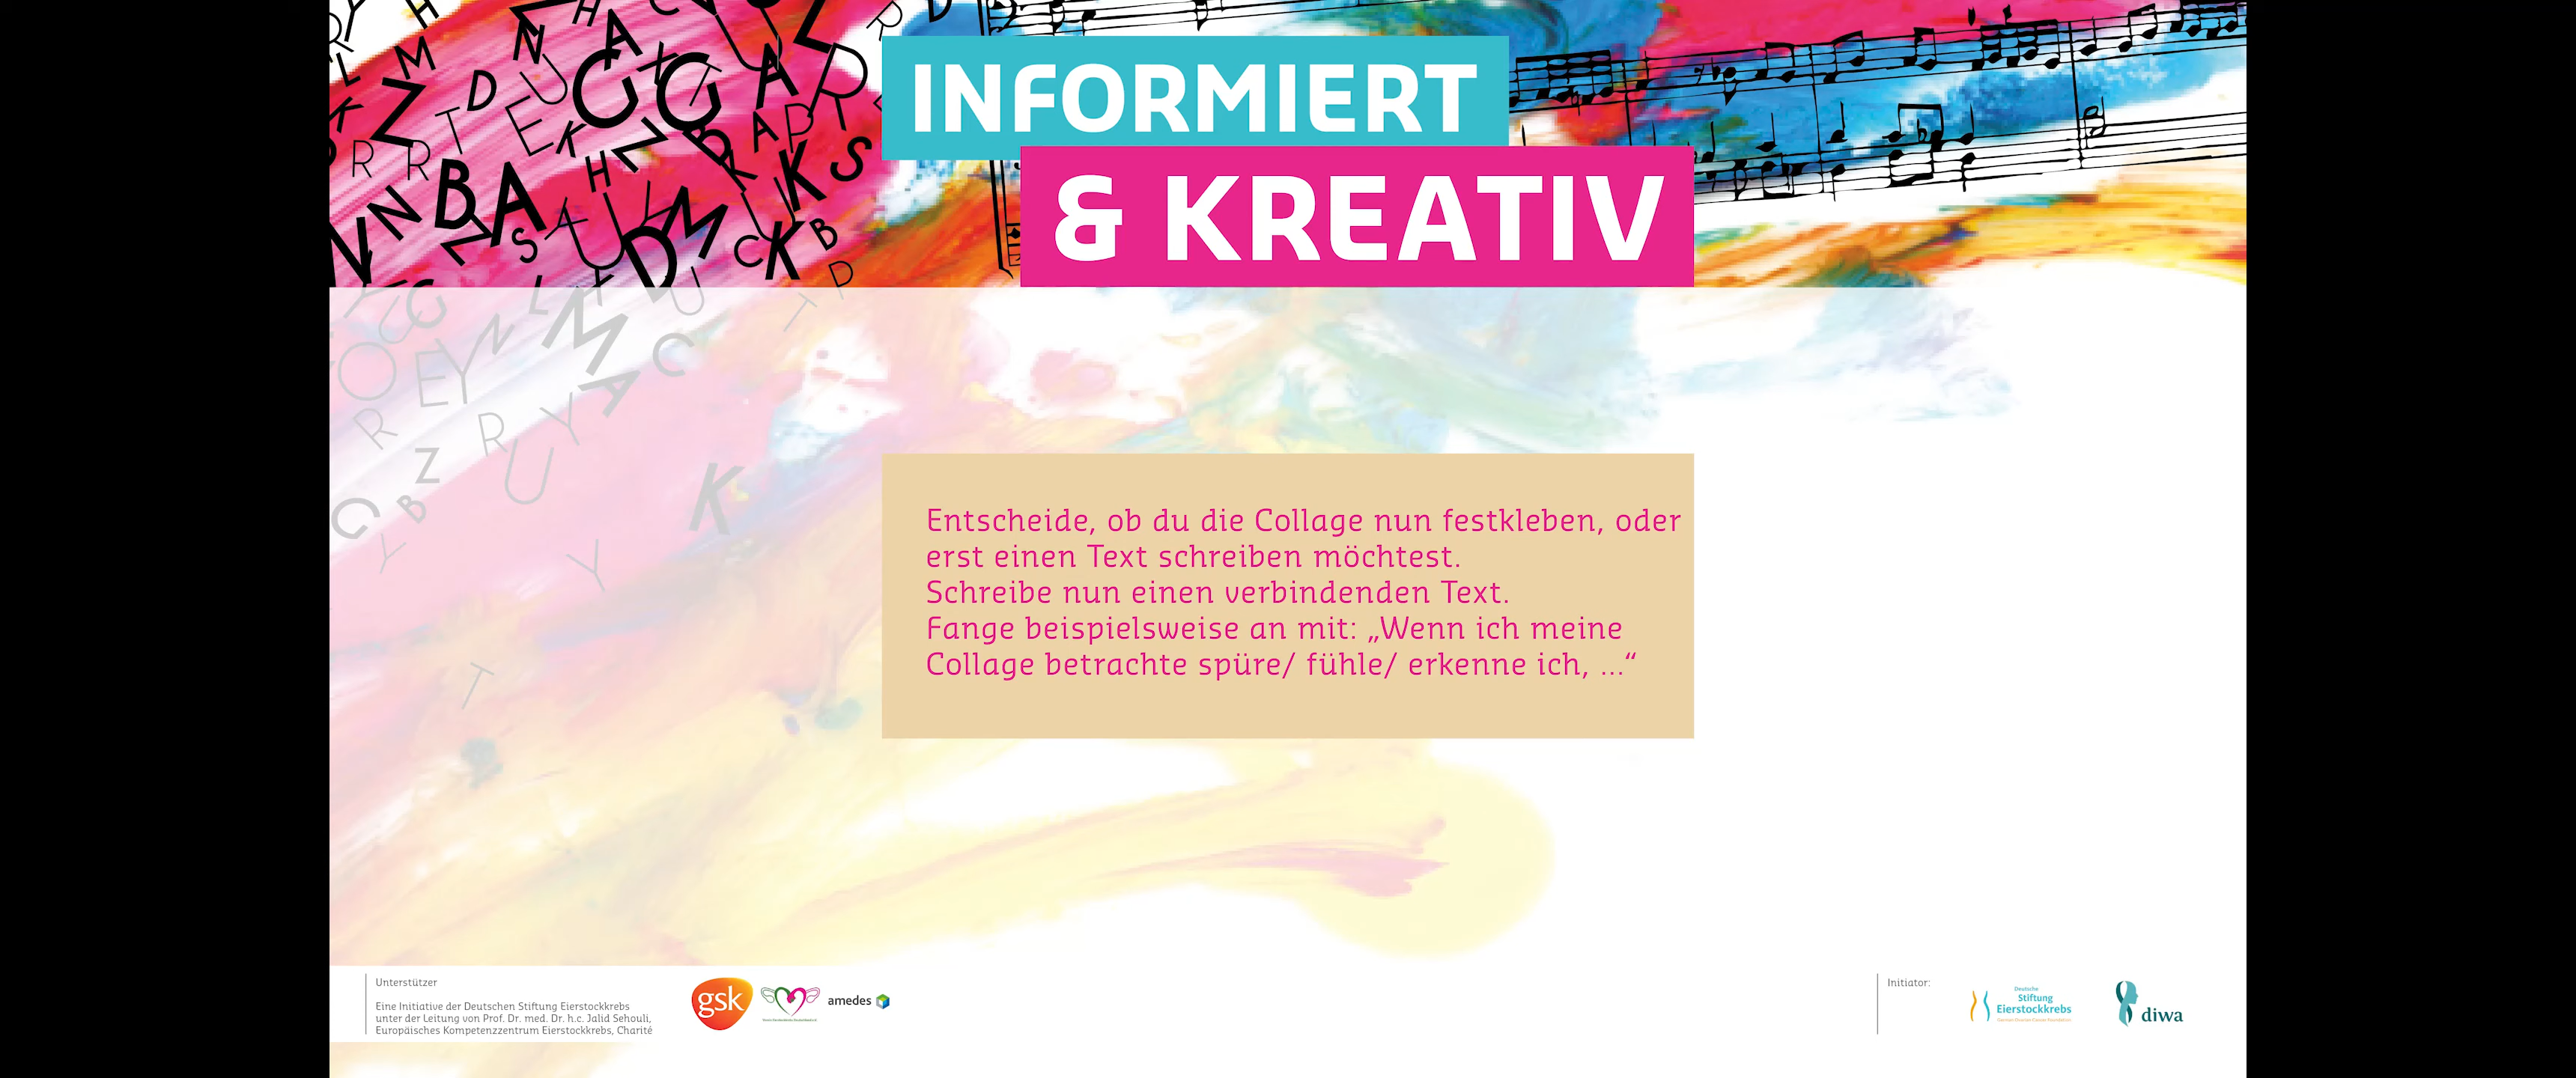 INFORMIERT
& KREATIV
Entscheide, ob du die Collage nun festkleben, oder
erst einen Text schreiben möchtest.
Schreibe nun einen verbindenden Text.
Fange beispielsweise an mit: „Wenn ich meine
Collage betrachte spüre/ fühle/ erkenne ich, ...“
Unterstützer
Eine Initiative der Deutschen Stiftung Eierstockkrebs
unter der Leitung von Prof. Dr. med. Dr. h.c. Jalid Sehouli,
Europäisches Kompetenzzentrum Eierstockkrebs, Charité
gsk
amedes
Initiator:
Deutsche
Stiftung
Eierstockkrebs
diwa